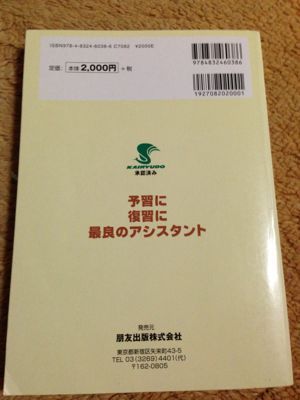 ISBN978-4-8324-6038-6 C7082 ¥2000E
定価： 本体 2,000円 +税
9784832460386
1927082020001
KAIRYUDO
承認済み
予習に
復習に
最良のアシスタント
発売元
朋友出版株式会社
東京都新宿区矢来町43-5
TEL 03(3269)4401(代)
〒162-0805